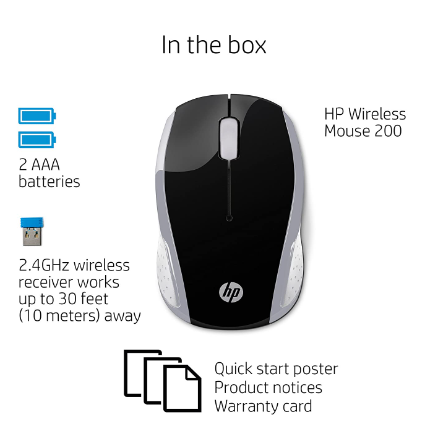 In the box
HP Wireless
Mouse 200
2 AAA
batteries
2.4GHz wireless
receiver works
up to 30 feet
(10 meters) away
hp
Quick start poster
Product notices
Warranty card